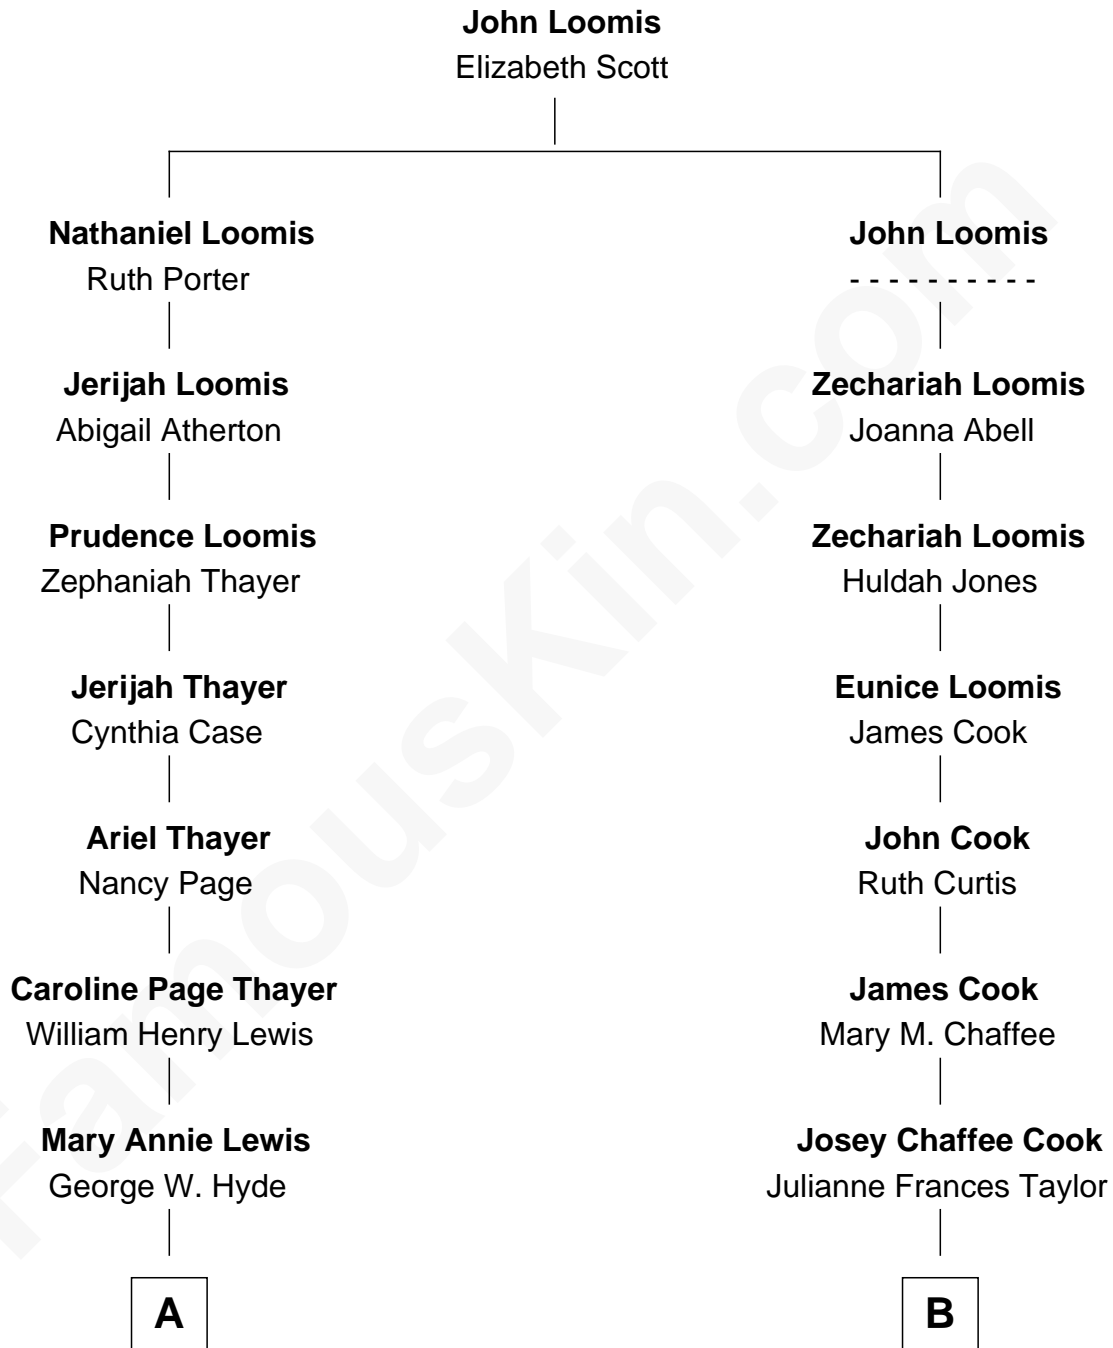 John Loomis
Elizabeth Scott
Nathaniel Loomis
Ruth Porter
Jerijah Loomis
Abigail Atherton
Prudence Loomis
Zephaniah Thayer
Jerijah Thayer
Cynthia Case
Ariel Thayer
Nancy Page
Caroline Page Thayer
William Henry Lewis
Mary Annie Lewis
George W. Hyde
A
John Loomis
- - - - - - - - - -
Zechariah Loomis
Joanna Abell
Zechariah Loomis
Huldah Jones
Eunice Loomis
James Cook
John Cook
Ruth Curtis
James Cook
Mary M. Chaffee
Josey Chaffee Cook
Julianne Frances Taylor
B
FamousKin.com